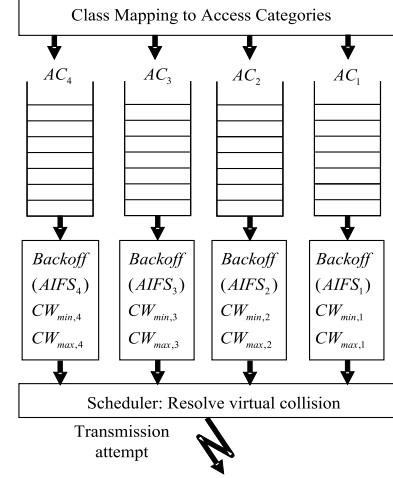 Class Mapping to Access Categories
AC4 AC3 AC2 AC1
Backoff Backoff Backoff Backoff
(AIFS4) (AIFS3) (AIFS2) (AIFS1)
CWmin,4 CWmin,3 CWmin,2 CWmin,1
CWmax,4 CWmax,3 CWmax,2 CWmax,1
Scheduler: Resolve virtual collision
Transmission
attempt